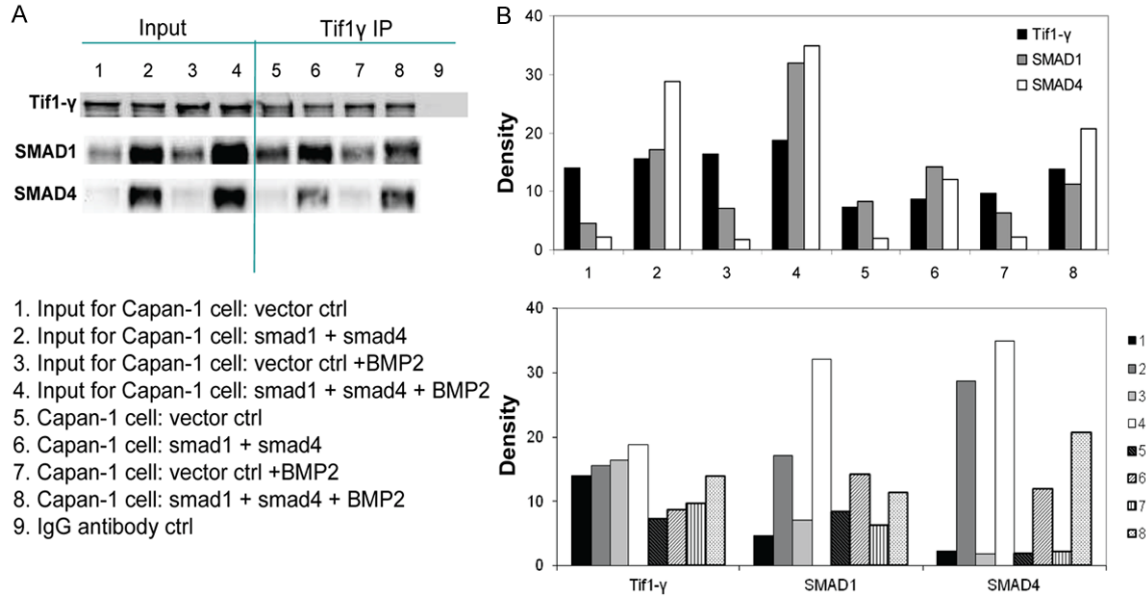 A
Input Tif1γ IP
1 2 3 4 5 6 7 8 9
Tif1-γ
SMAD1
SMAD4
1. Input for Capan-1 cell: vector ctrl
2. Input for Capan-1 cell: smad1 + smad4
3. Input for Capan-1 cell: vector ctrl +BMP2
4. Input for Capan-1 cell: smad1 + smad4 + BMP2
5. Capan-1 cell: vector ctrl
6. Capan-1 cell: smad1 + smad4
7. Capan-1 cell: vector ctrl +BMP2
8. Capan-1 cell: smad1 + smad4 + BMP2
9. IgG antibody ctrl
B
Density
40
30
20
10
0
Tif1-γ
SMAD1
SMAD4
1 2 3 4 5 6 7 8
Density
40
30
20
10
0
Tif1-γ SMAD1 SMAD4
1
2
3
4
5
6
7
8